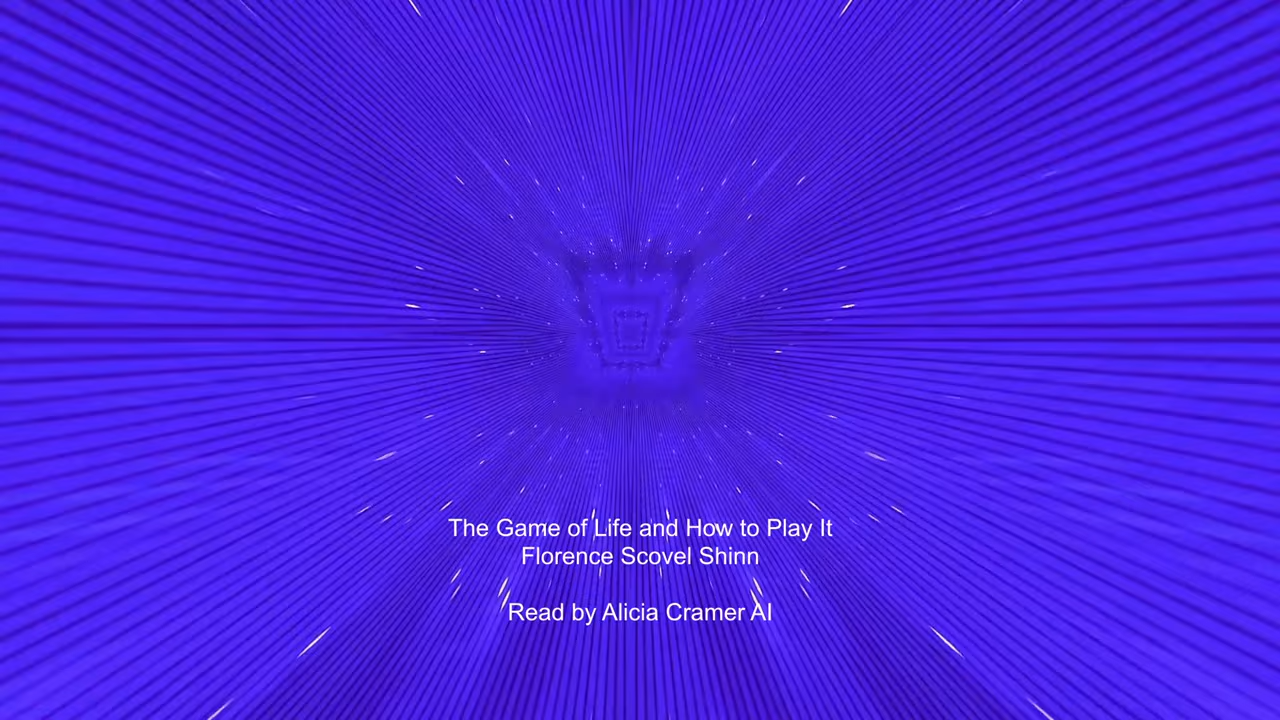 The Game of Life and How to Play It
Florence Scovel Shinn
Read by Alicia Cramer AI